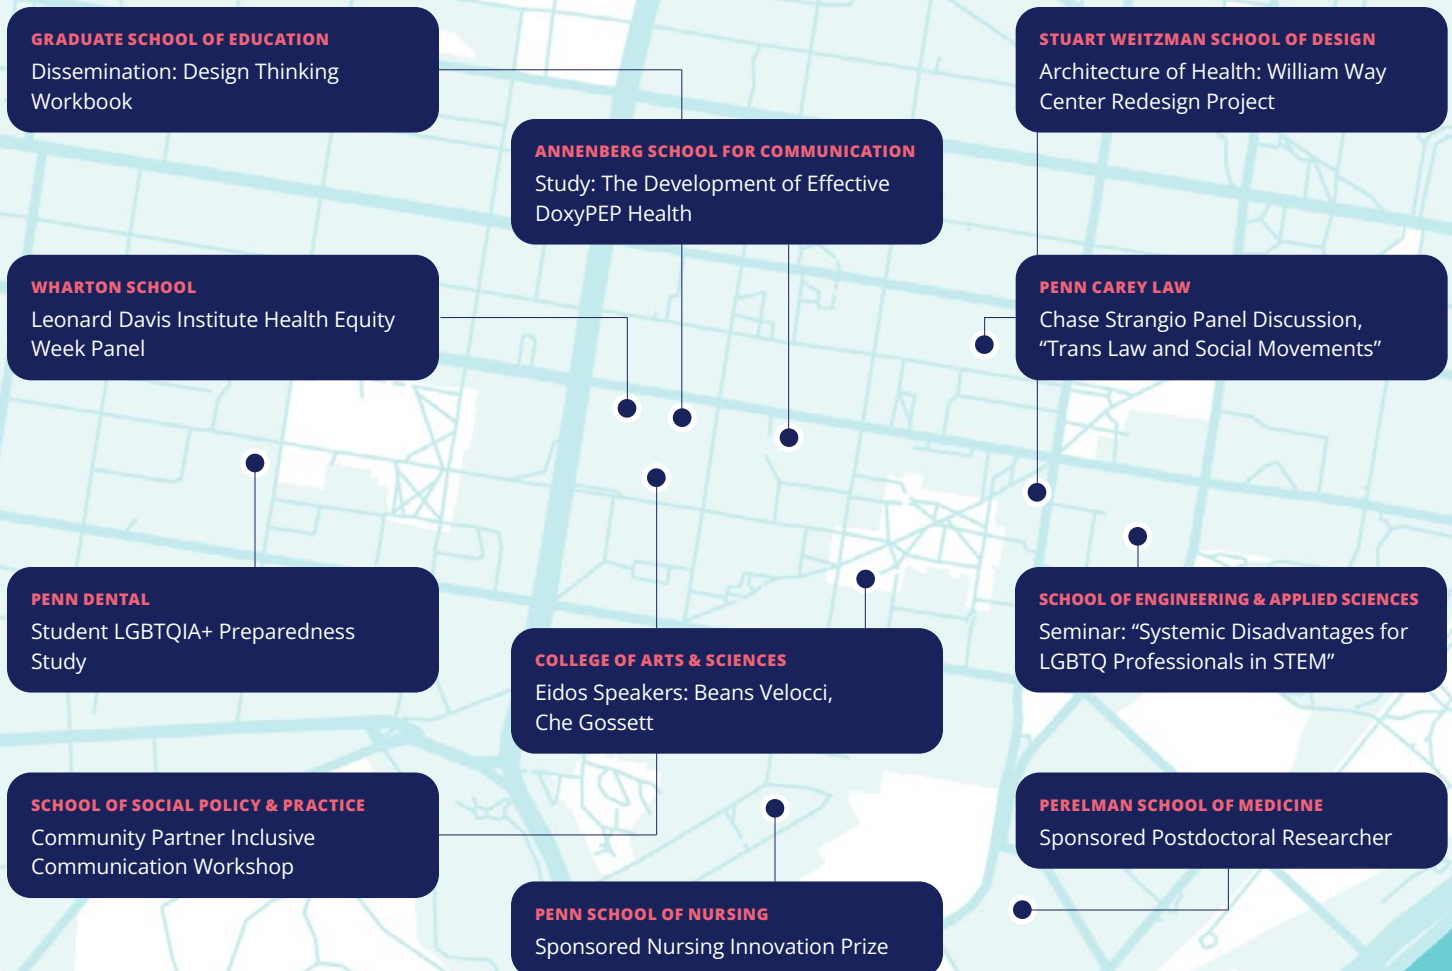 GRADUATE SCHOOL OF EDUCATION
Dissemination: Design Thinking
Workbook
STUART WEITZMAN SCHOOL OF DESIGN
Architecture of Health: William Way
Center Redesign Project
ANNENBERG SCHOOL FOR COMMUNICATION
Study: The Development of Effective
DoxyPEP Health
WHARTON SCHOOL
Leonard Davis Institute Health Equity
Week Panel
PENN CAREY LAW
Chase Strangio Panel Discussion,
“Trans Law and Social Movements”
PENN DENTAL
Student LGBTQIA+ Preparedness
Study
SCHOOL OF ENGINEERING & APPLIED SCIENCES
Seminar: “Systemic Disadvantages for
LGBTQ Professionals in STEM”
COLLEGE OF ARTS & SCIENCES
Eidos Speakers: Beans Velocci,
Che Gossett
SCHOOL OF SOCIAL POLICY & PRACTICE
Community Partner Inclusive
Communication Workshop
PERELMAN SCHOOL OF MEDICINE
Sponsored Postdoctoral Researcher
PENN SCHOOL OF NURSING
Sponsored Nursing Innovation Prize